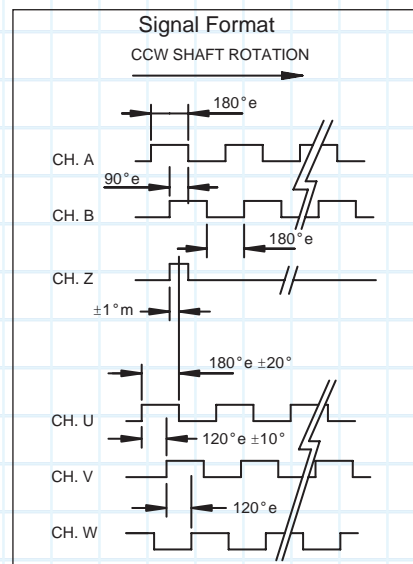 Signal Format
CCW SHAFT ROTATION
180°e
CH. A
90°e
CH. B
180°e
CH. Z
±1°m
180°e ±20°
CH. U
120°e ±10°
CH. V
120°e
CH. W